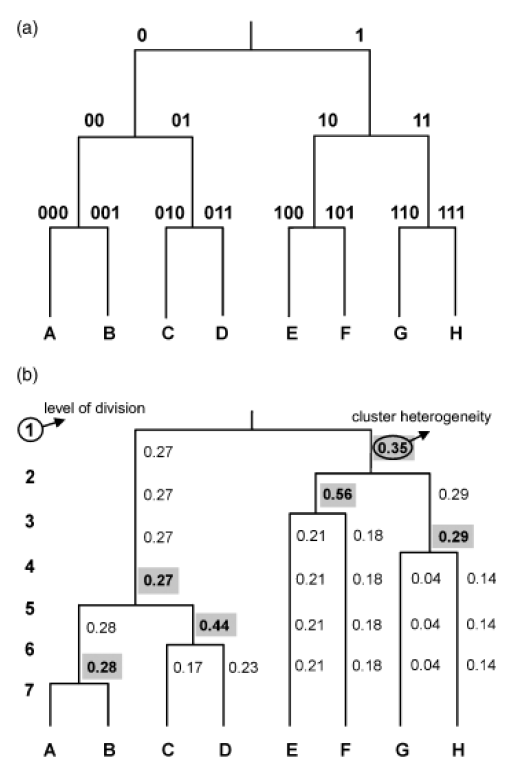 (a)
0 1
00 01 10 11
000 001 010 011 100 101 110 111
A B C D E F G H
(b)
level of division
cluster heterogeneity
1
0.27 0.35
2
0.27 0.56 0.29
3
0.27 0.21 0.18 0.29
4
0.27 0.21 0.18 0.04 0.14
5
0.28 0.44 0.21 0.18 0.04 0.14
6
0.28 0.17 0.23 0.21 0.18 0.04 0.14
7
A B C D E F G H